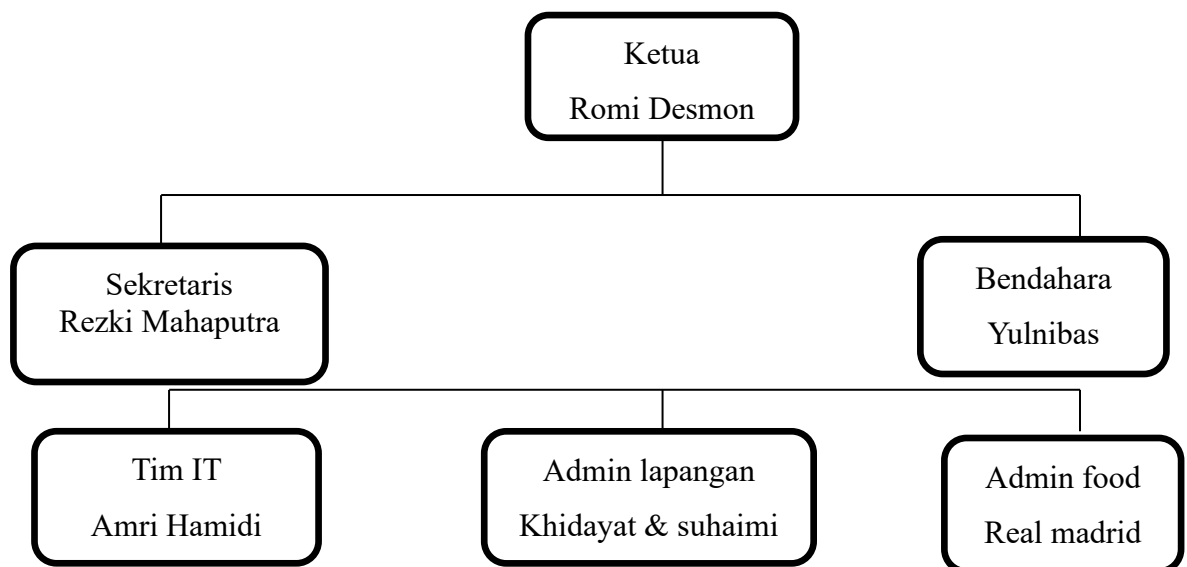 Ketua
Romi Desmon
Sekretaris
Rezki Mahaputra
Bendahara
Yulnibas
Tim IT
Amri Hamidi
Admin lapangan
Khidayat & suhaimi
Admin food
Real madrid